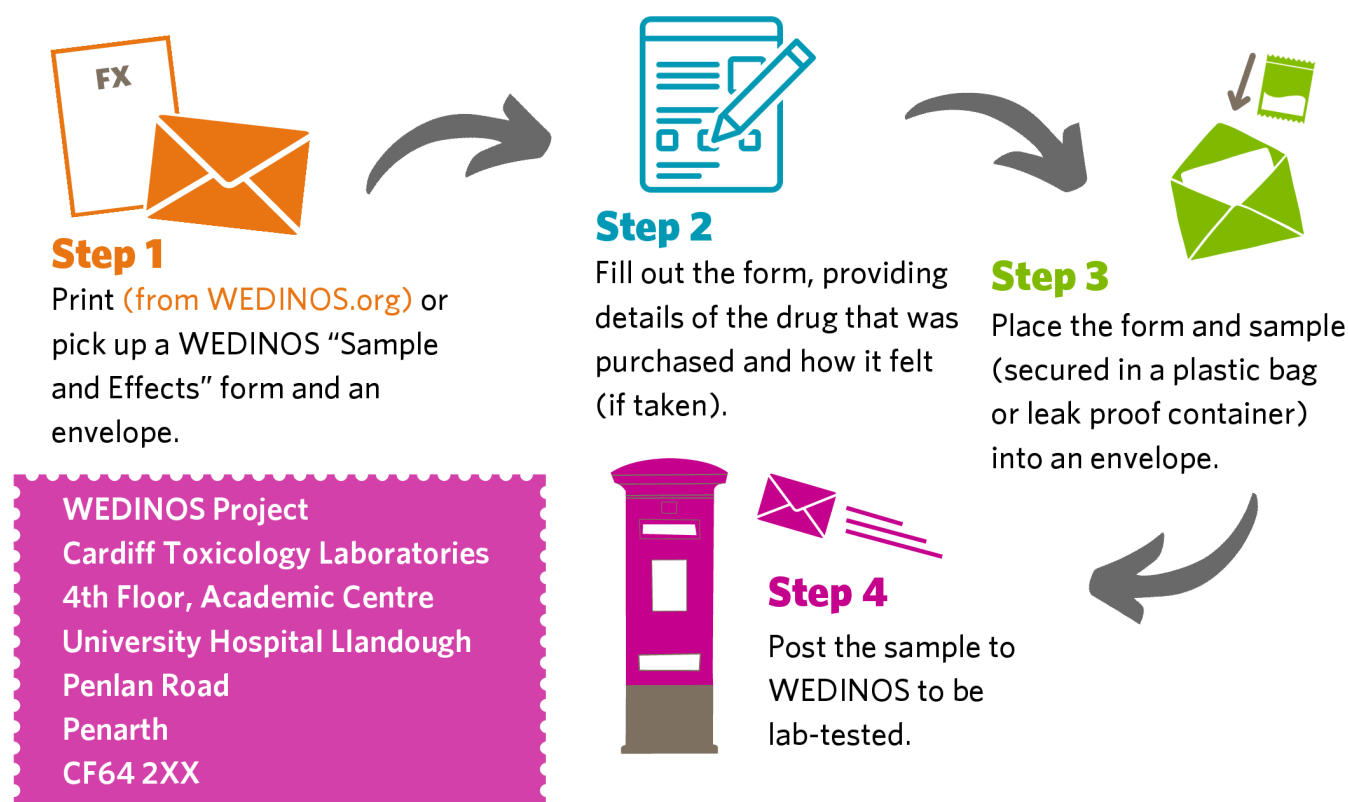 FX
Step 1
Print (from WEDINOS.org) or
pick up a WEDINOS “Sample
and Effects” form and an
envelope.
Step 2
Fill out the form, providing
details of the drug that was
purchased and how it felt
(if taken).
Step 3
Place the form and sample
(secured in a plastic bag
or leak proof container)
into an envelope.
Step 4
Post the sample to
WEDINOS to be
lab-tested.
WEDINOS Project
Cardiff Toxicology Laboratories
4th Floor, Academic Centre
University Hospital Llandough
Penlan Road
Penarth
CF64 2XX